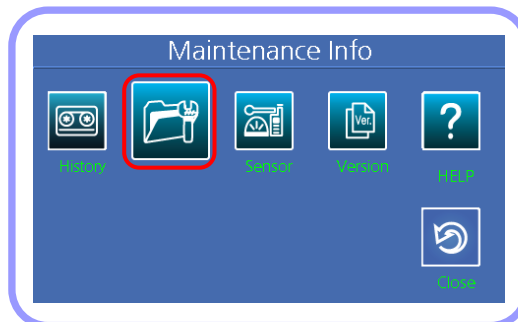 Maintenance Info
Ver.
?
History
Sensor
Version
HELP
Close